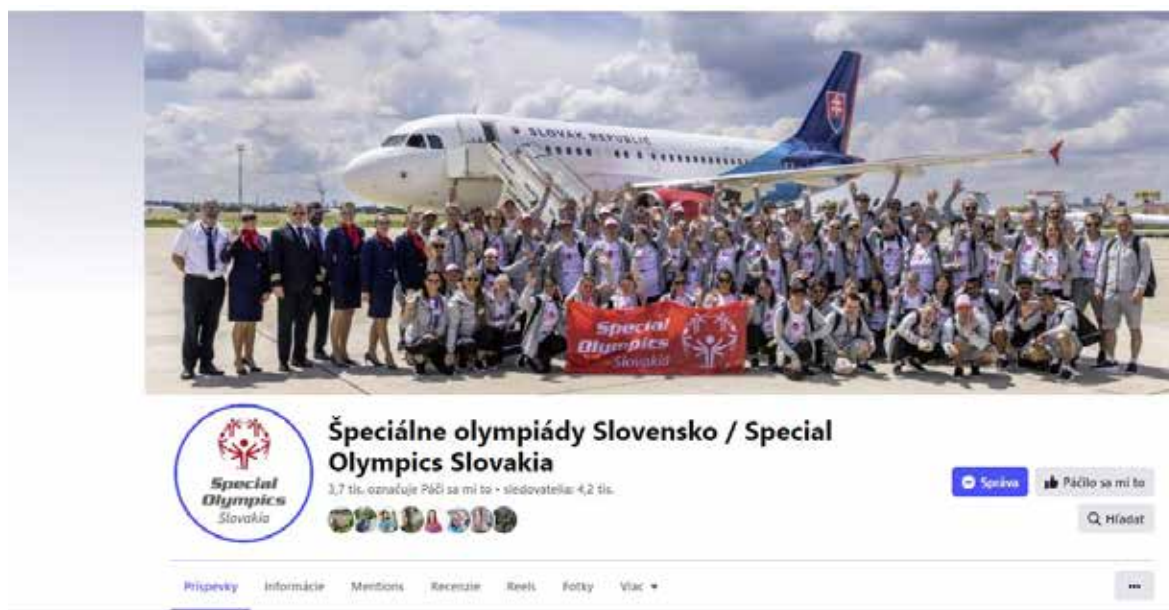 SLOVAK REPUBLIC
Special
Olympics
Slovakia
Special
Olympics
Slovakia
Špeciálne olympiády Slovensko / Special
Olympics Slovakia
3,7 tis. označuje Páči sa mi to • sledovatelia: 4,2 tis.
Správa
Páčilo sa mi to
Hľadať
Príspevky Informácie Mentions Recenzie Reels Fotky Viac